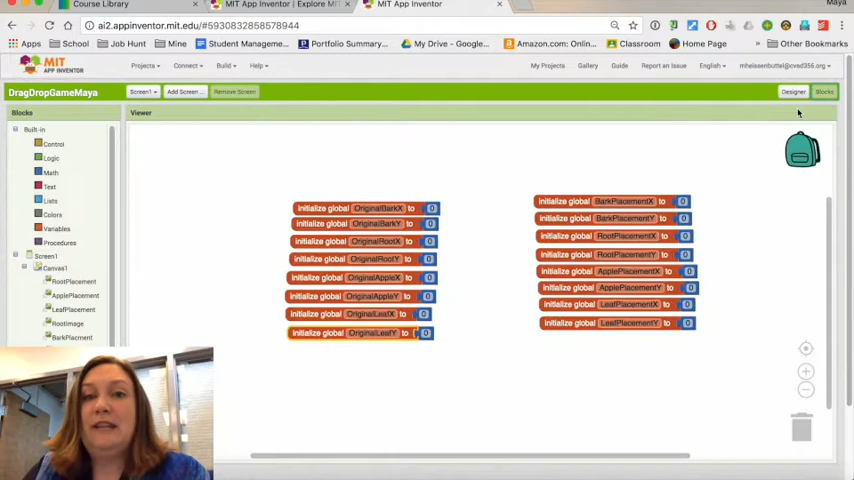 Course Library
MIT App Inventor | Explore MIT
MIT App Inventor
Maya
ai2.appinventor.mit.edu/#5930832858578944
Apps School Job Hunt Student Manageme... Portfolio Summary... My Drive - Google... Amazon.com: Onlin... Classroom Home Page » Other Bookmarks
MIT
APP INVENTOR
Projects Connect Build Help My Projects Gallery Guide Report an Issue English mheissenbuttel@cvsd356.org
DragDropGameMaya Screen1 Add Screen ... Remove Screen Designer Blocks
Blocks
Viewer
Built-in
Control
Logic
Math
Text
Lists
Colors
Variables
Procedures
Screen1
Canvas1
RootPlacement
ApplePlacement
LeafPlacement
RootImage
BarkPlacment
initialize global OriginalBarkX to 0
initialize global OriginalBarkY to 0
initialize global OriginalRootX to 0
initialize global OriginalRootY to 0
initialize global OriginalAppleX to 0
initialize global OriginalAppleY to 0
initialize global OriginalLeafX to 0
initialize global OriginalLeafY to 0
initialize global BarkPlacementX to 0
initialize global BarkPlacementY to 0
initialize global RootPlacementX to 0
initialize global RootPlacementY to 0
initialize global ApplePlacementX to 0
initialize global ApplePlacementY to 0
initialize global LeafPlacementX to 0
initialize global LeafPlacementY to 0